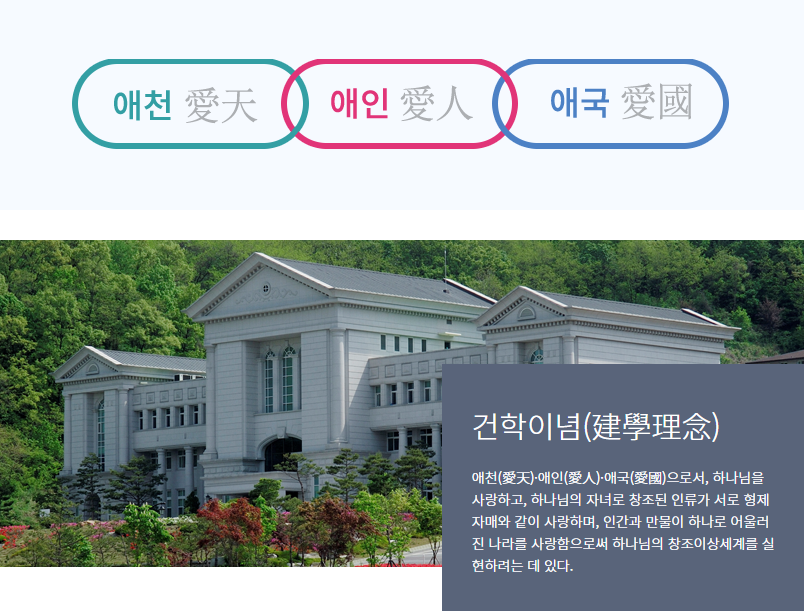 애천 愛天 애인 愛人 애국 愛國
건학이념(建學理念)
애천(愛天)·애인(愛人)·애국(愛國)으로서, 하나님을
사랑하고, 하나님의 자녀로 창조된 인류가 서로 형제
자매와 같이 사랑하며, 인간과 만물이 하나로 어울러
진 나라를 사랑함으로써 하나님의 창조이상세계를 실
현하려는 데 있다.